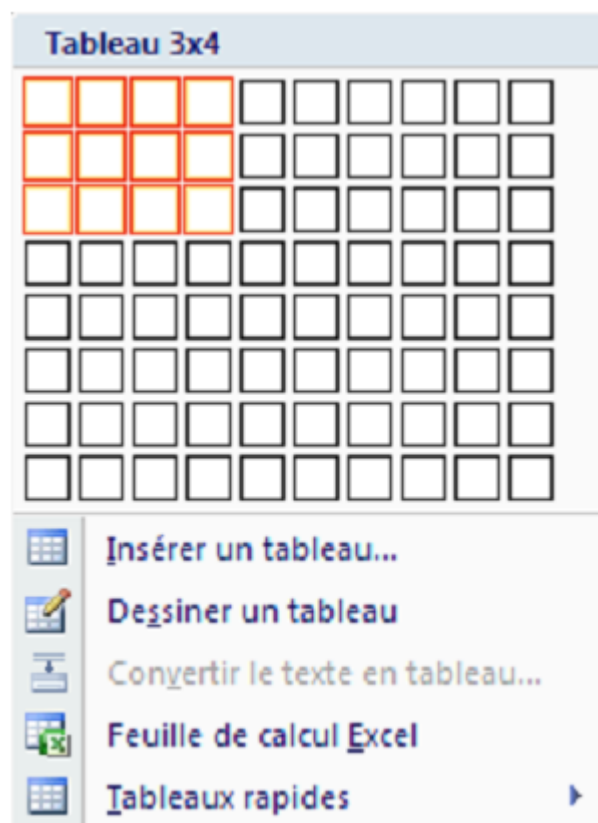 Tableau 3x4
Insérer un tableau...
Dessiner un tableau
Convertir le texte en tableau...
Feuille de calcul Excel
Tableaux rapides